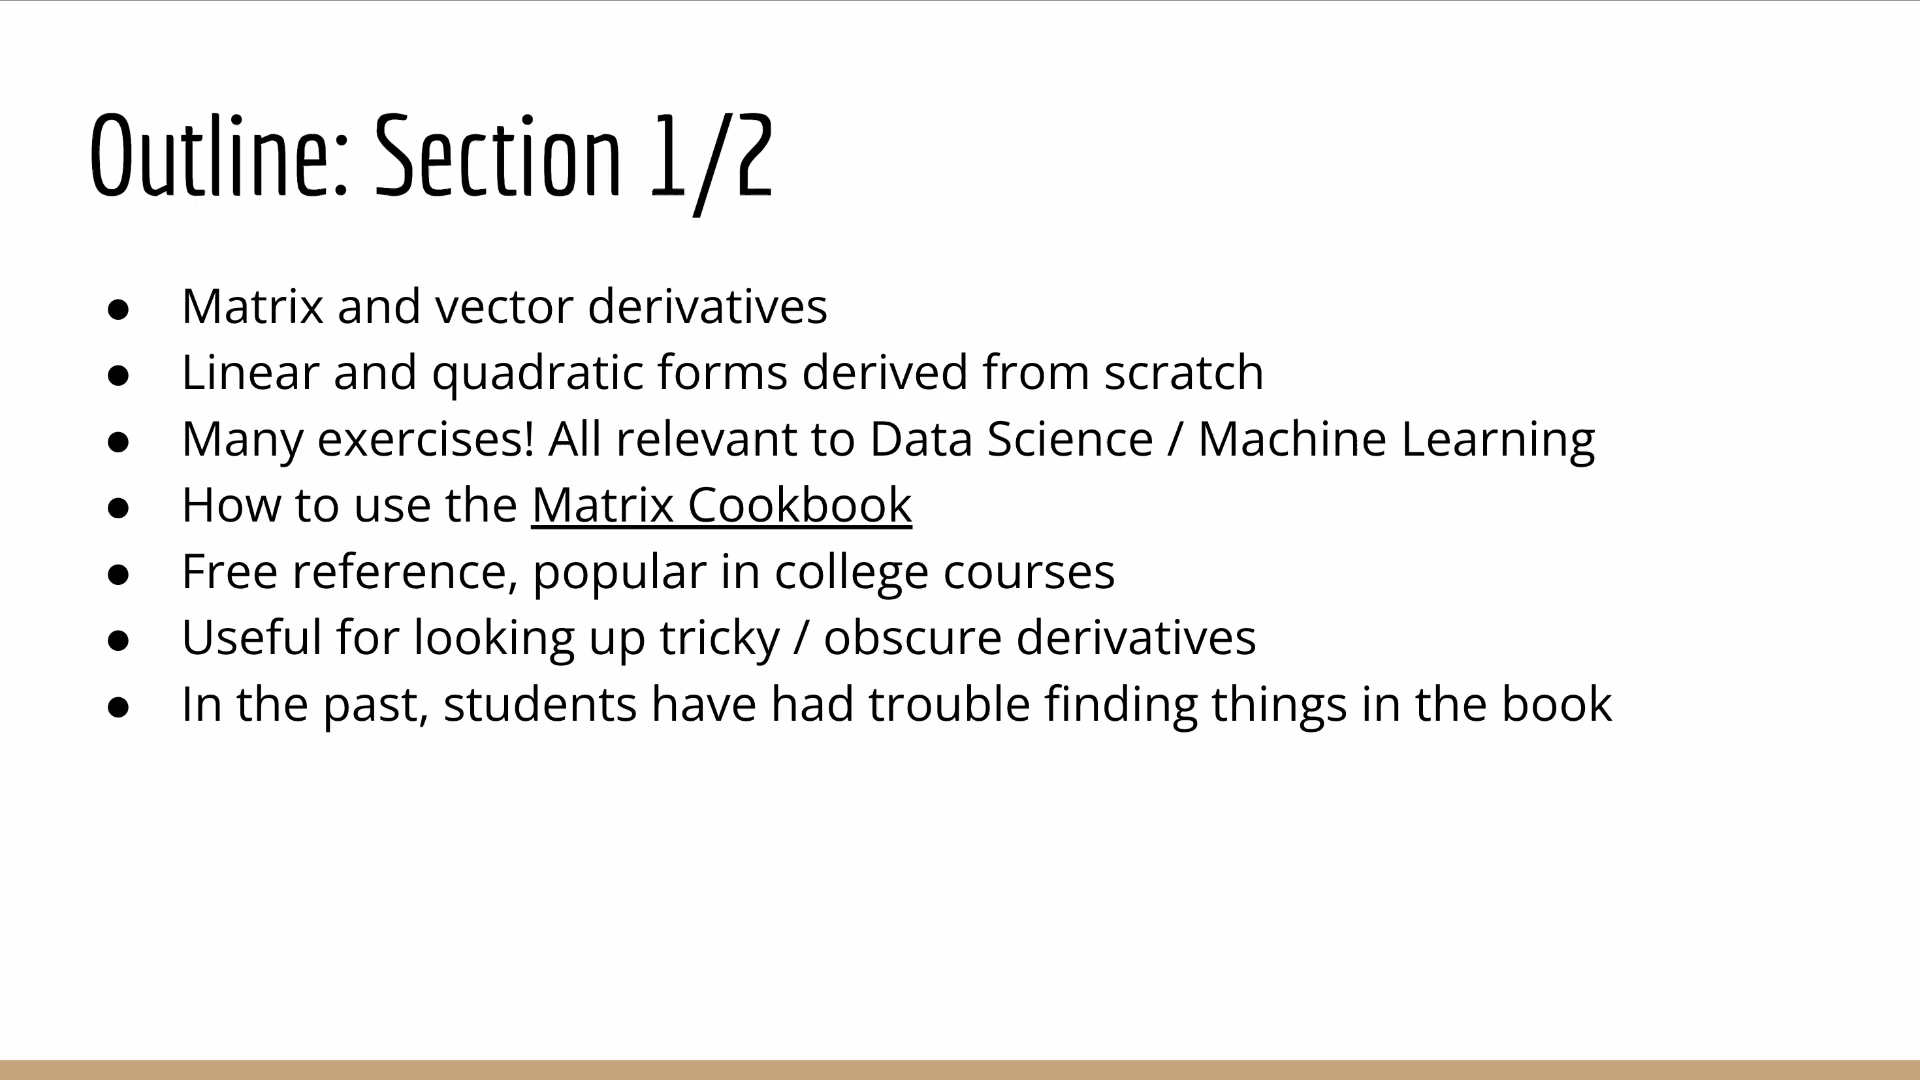 Outline: Section 1/2
● Matrix and vector derivatives
● Linear and quadratic forms derived from scratch
● Many exercises! All relevant to Data Science / Machine Learning
● How to use the Matrix Cookbook
● Free reference, popular in college courses
● Useful for looking up tricky / obscure derivatives
● In the past, students have had trouble finding things in the book